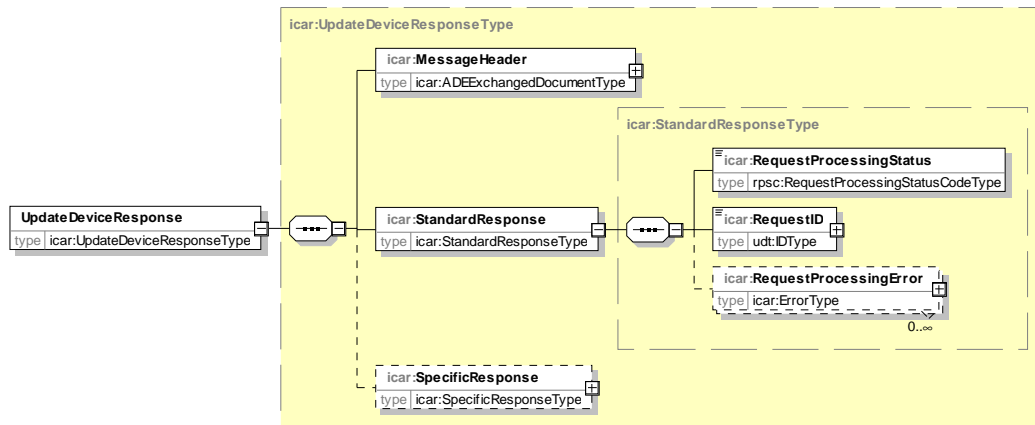 icar:UpdateDeviceResponseType
icar:MessageHeader
type icar:ADEExchangedDocumentType
icar:StandardResponseType
icar:RequestProcessingStatus
type rpsc:RequestProcessingStatusCodeType
UpdateDeviceResponse
type icar:UpdateDeviceResponseType
icar:StandardResponse
type icar:StandardResponseType
icar:RequestID
type udt:IDType
icar:RequestProcessingError
type icar:ErrorType
0..∞
icar:SpecificResponse
type icar:SpecificResponseType